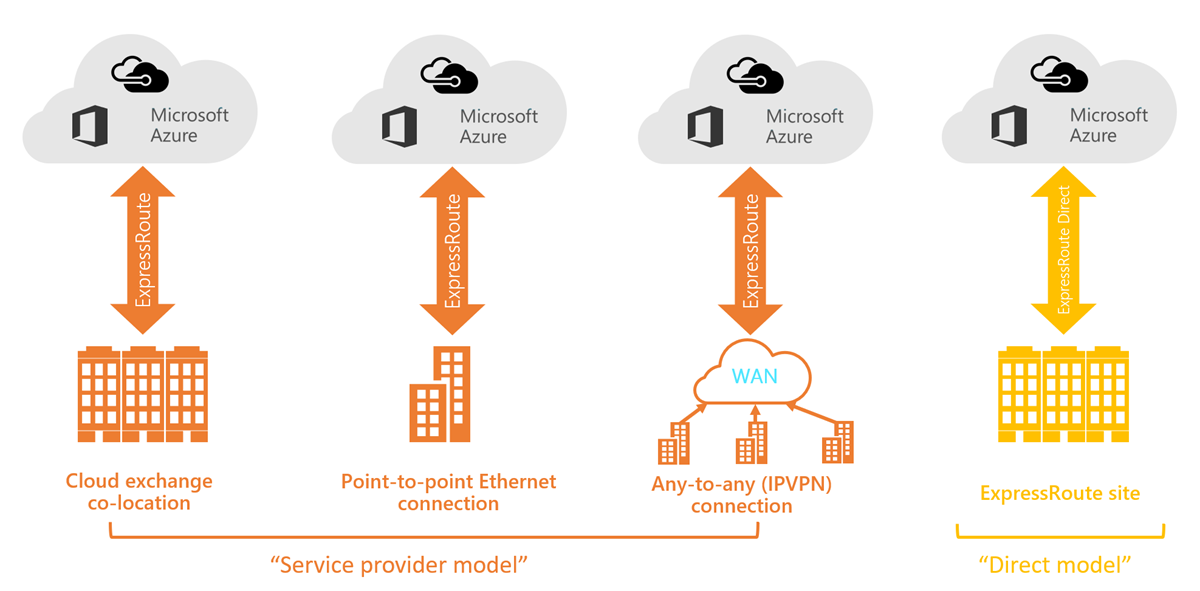 Microsoft
Azure
Microsoft
Azure
Microsoft
Azure
Microsoft
Azure
ExpressRoute
ExpressRoute
ExpressRoute
ExpressRoute Direct
WAN
Cloud exchange
co-location
Point-to-point Ethernet
connection
Any-to-any (IPVPN)
connection
ExpressRoute site
“Service provider model”
“Direct model”